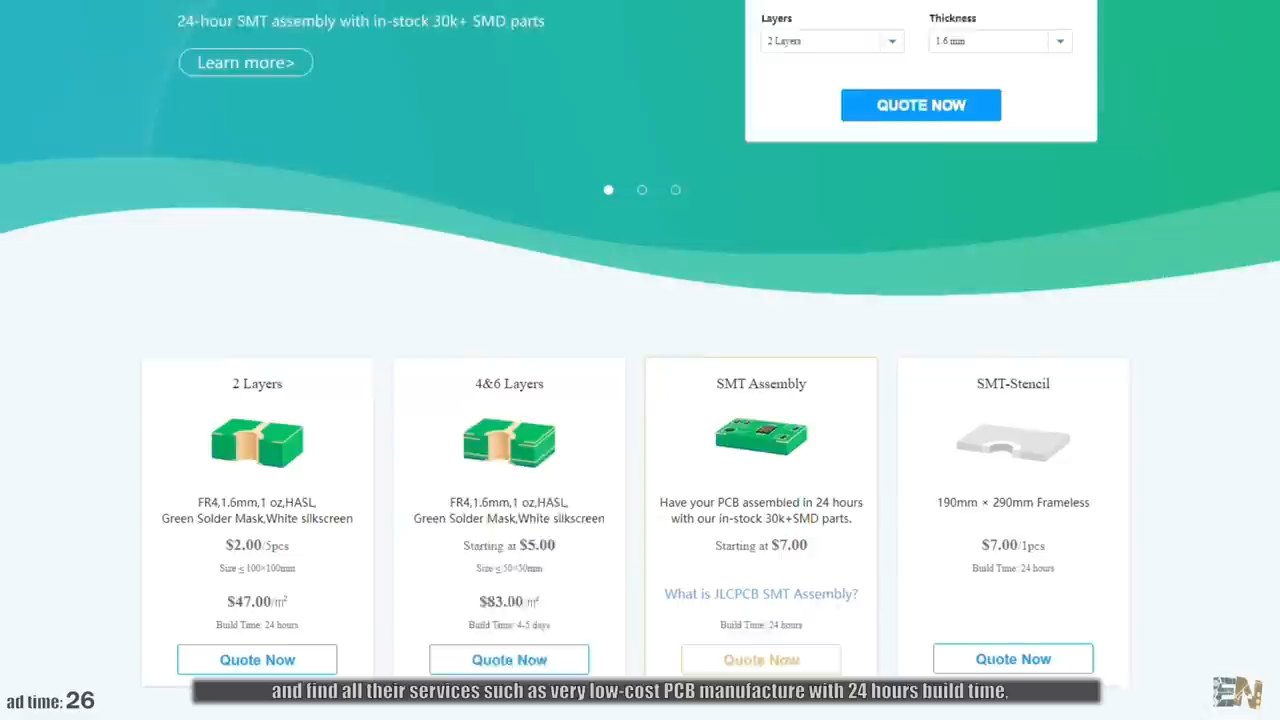 24-hour SMT assembly with in-stock 30k+ SMD parts
Learn more>
Layers
Thickness
2 Layers
1.6 mm
QUOTE NOW
2 Layers
FR4,1.6mm,1 oz,HASL,
Green Solder Mask,White silkscreen
$2.00/5pcs
Size ≤ 100×100mm
$47.00/m²
Build Time: 24 hours
Quote Now
4&6 Layers
FR4,1.6mm,1 oz,HASL,
Green Solder Mask,White silkscreen
Starting at $5.00
Size ≤ 50×50mm
$83.00/㎡
Build Time: 4-5 days
Quote Now
SMT Assembly
Have your PCB assembled in 24 hours
with our in-stock 30k+SMD parts.
Starting at $7.00
What is JLCPCB SMT Assembly?
Build Time: 24 hours
Quote Now
SMT-Stencil
190mm × 290mm Frameless
$7.00/1pcs
Build Time: 24 hours
Quote Now
and find all their services such as very low-cost PCB manufacture with 24 hours build time,
ad time: 26
EN